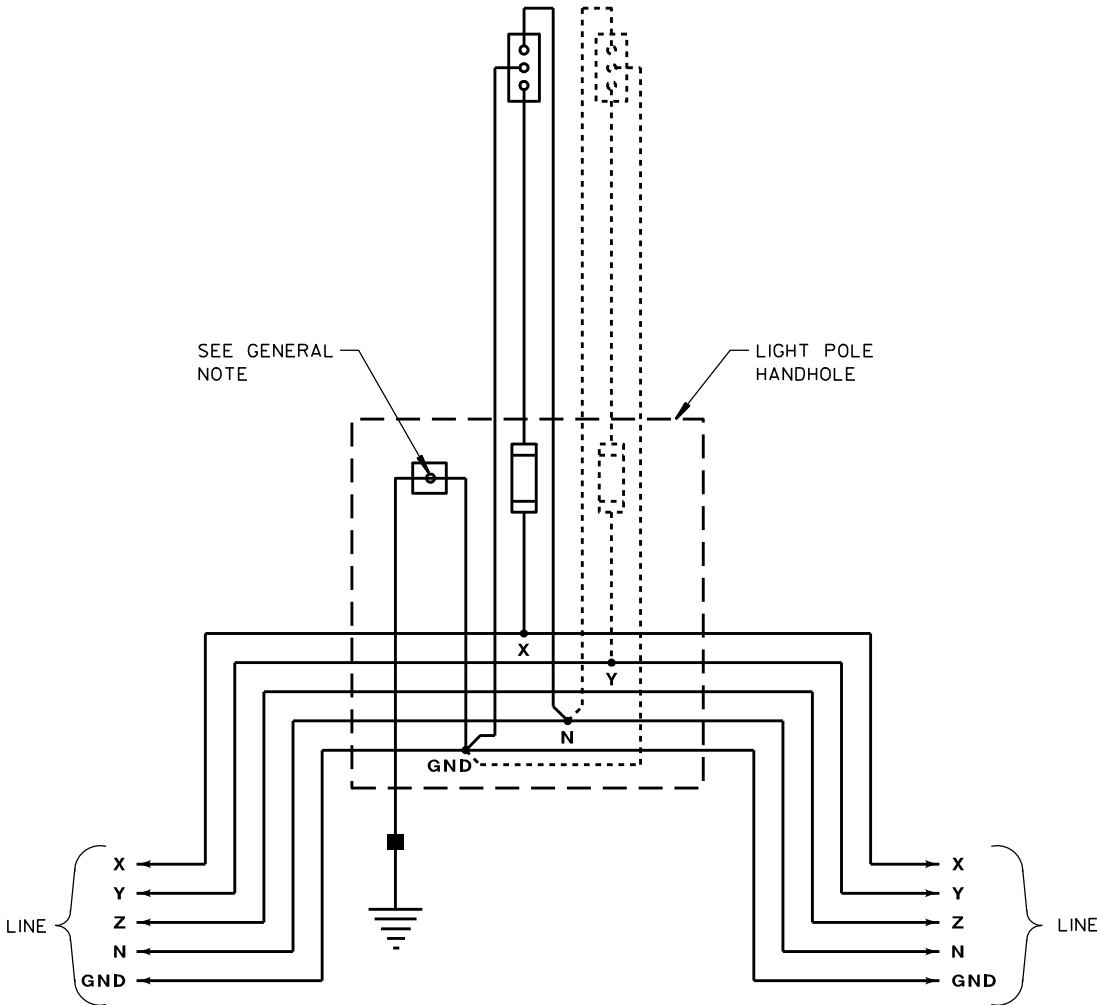 SEE GENERAL
NOTE
LIGHT POLE
HANDHOLE
X
Y
N
GND
LINE
X
Y
Z
N
GND
X
Y
Z
N
GND
LINE